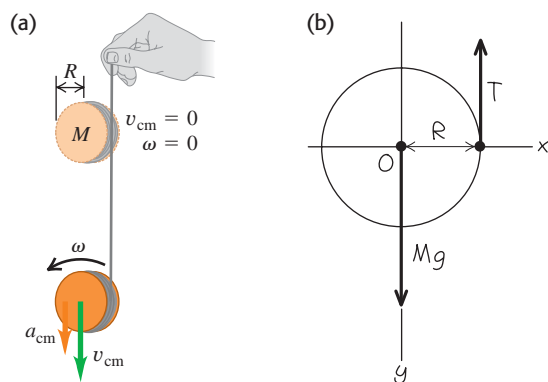 (a)
R
M
v_cm = 0
ω = 0
ω
a_cm
v_cm
(b)
T
R
O
x
Mg
y